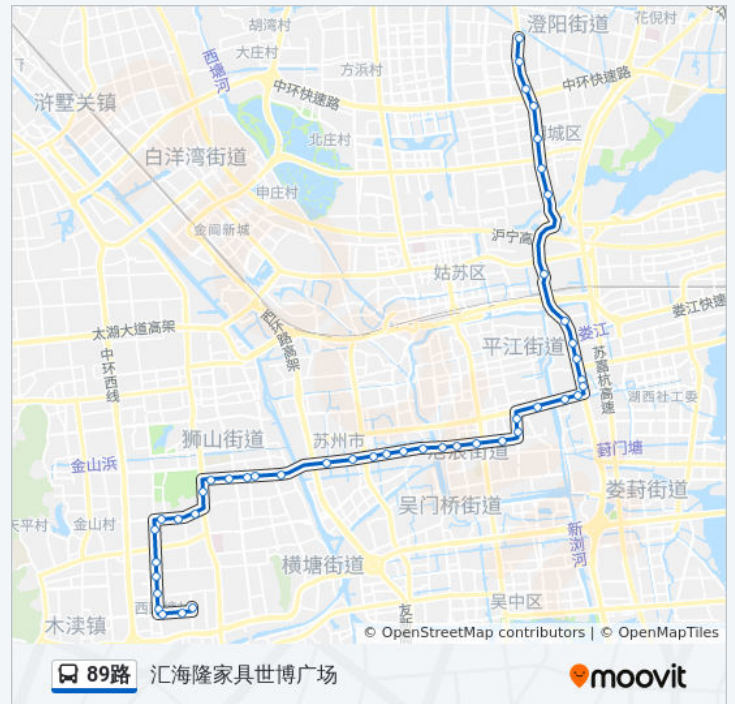 澄阳街道
花倪村
胡湾村
大庄村
西塘河
方浜村
中环快速路
中环快速路
浒墅关镇
北庄村
城区
白洋湾街道
申庄村
金阊新城
沪宁高
姑苏区
娄江快速
太湖大道高架
西环路高架
娄江
平江街道
中环西线
苏嘉杭高速
湖西社工委
狮山街道
苏州市
沧浪街道
葑门塘
金山浜
娄葑街道
吴门桥街道
天平村
金山村
新浏河
横塘街道
吴中区
木渎镇
© OpenStreetMap contributors | © OpenMapTiles
89路 汇海隆家具世博广场
moovit